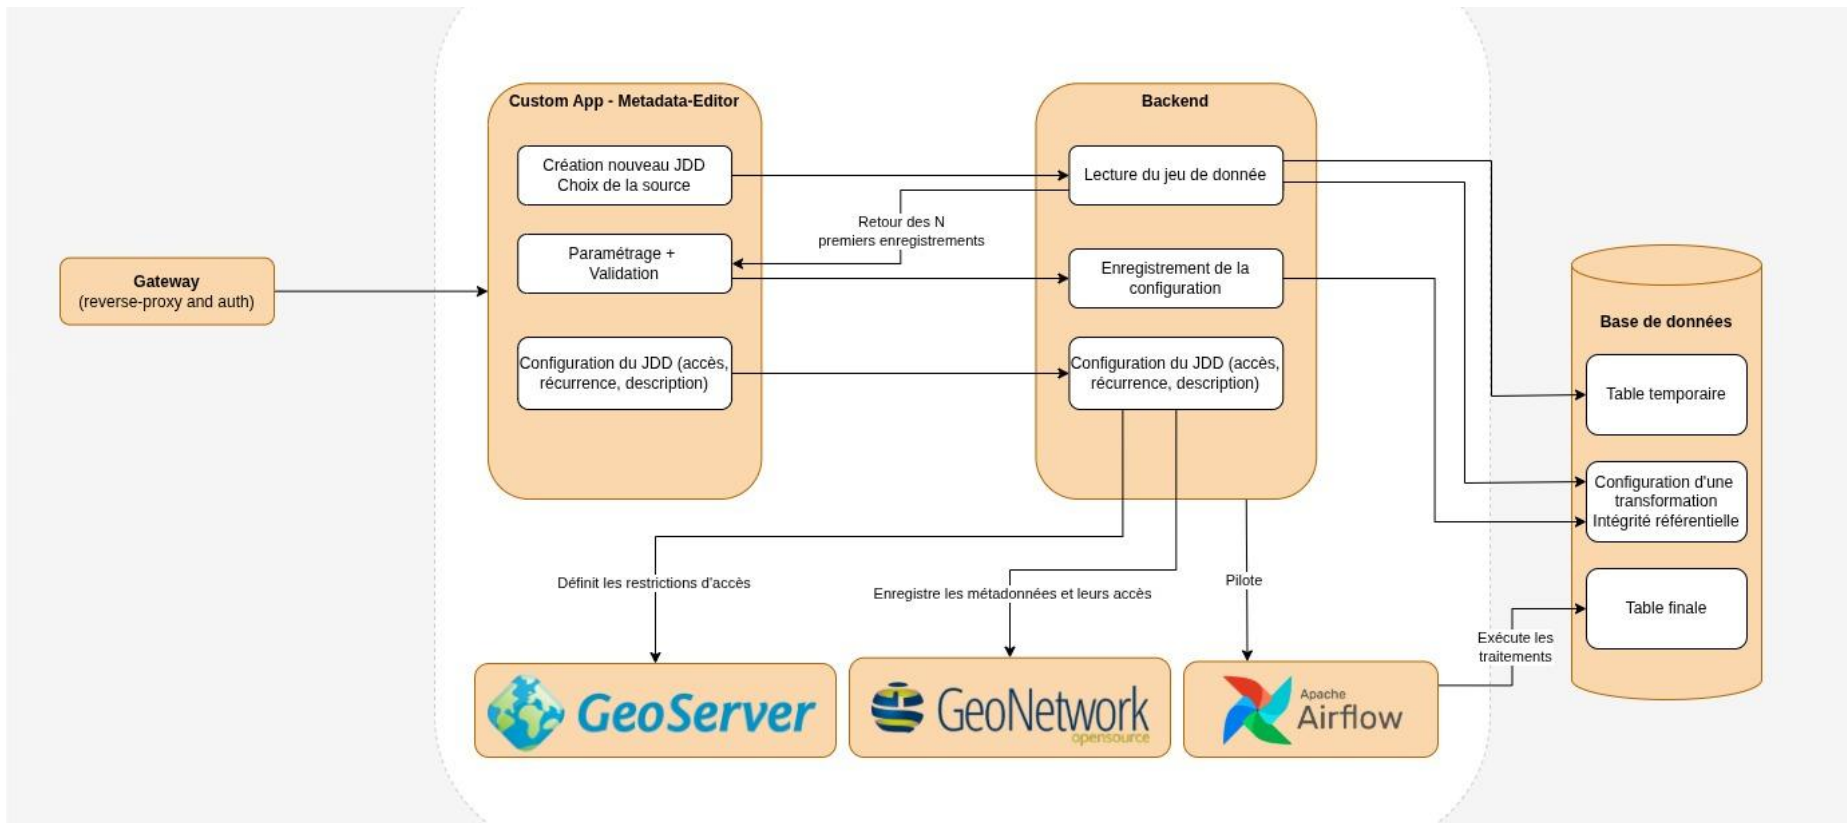 Custom App - Metadata-Editor
Création nouveau JDD
Choix de la source
Paramétrage +
Validation
Configuration du JDD (accès,
récurrence, description)
Backend
Lecture du jeu de donnée
Retour des N
premiers enregistrements
Enregistrement de la
configuration
Configuration du JDD (accès,
récurrence, description)
Gateway
(reverse-proxy and auth)
Base de données
Table temporaire
Configuration d'une
transformation
Intégrité référentielle
Table finale
Définit les restrictions d'accès
Enregistre les métadonnées et leurs accès
Pilote
Exécute les
traitements
GeoServer
GeoNetwork
opensource
Apache
Airflow